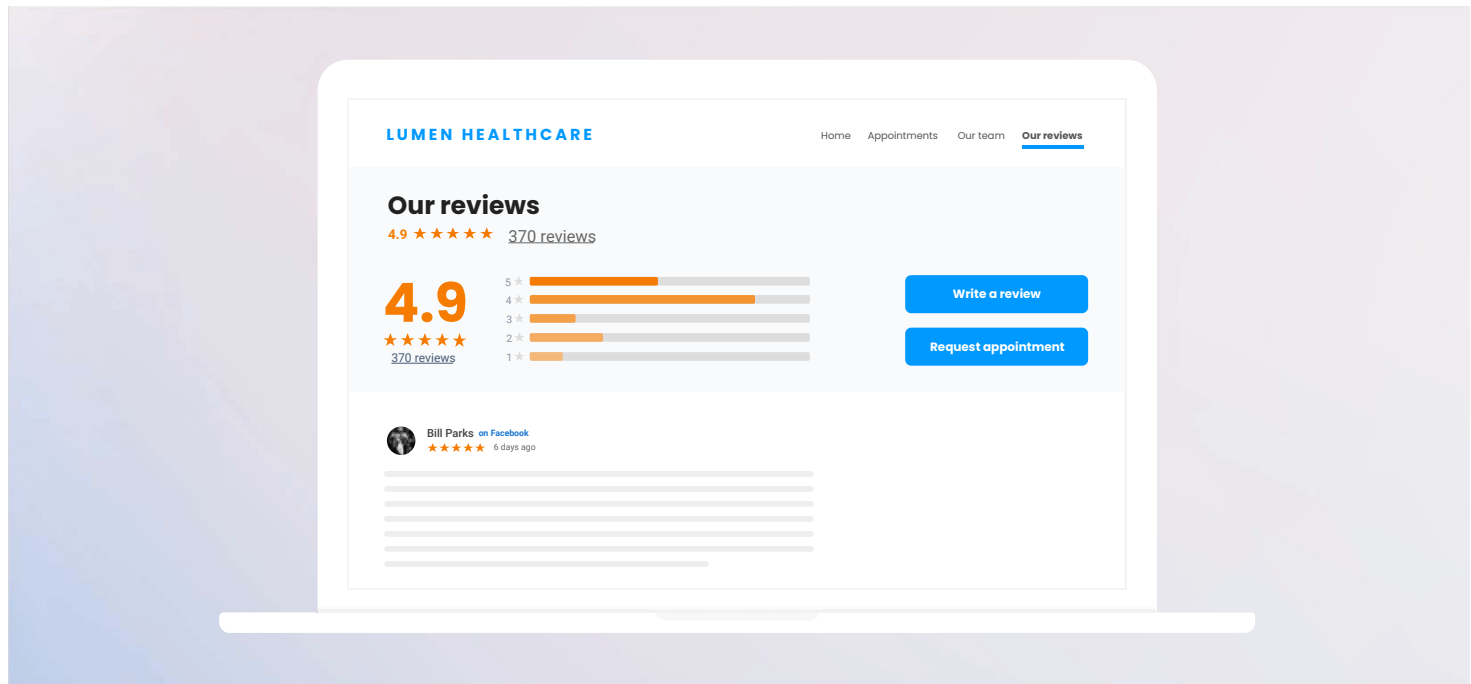 LUMEN HEALTHCARE
Home Appointments Our team Our reviews
Our reviews
4.9 370 reviews
4.9
370 reviews
5
4
3
2
1
Write a review
Request appointment
Bill Parks on Facebook
6 days ago